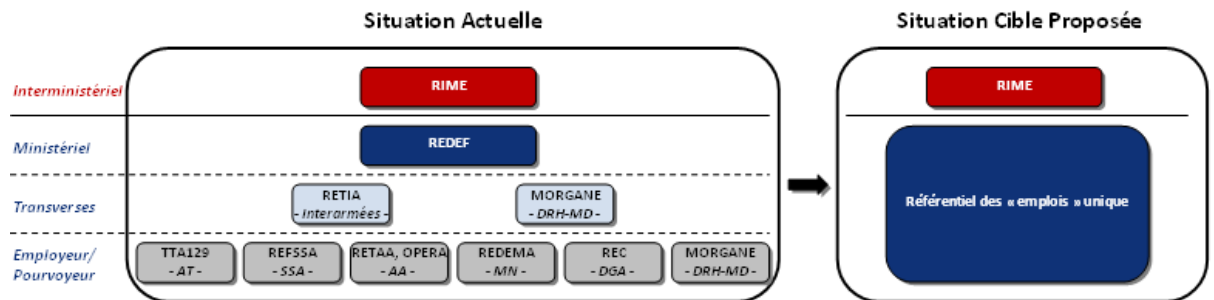 Situation Actuelle
Situation Cible Proposée
Interministériel
RIME
RIME
Ministériel
REDEF
Référentiel des « emplois » unique
Transverses
RETIA
- Interarmées -
MORGANE
- DRH-MD -
Employeur/
Pourvoyeur
TTA129
- AT -
REFSSA
- SSA -
RETAA, OPERA
- AA -
REDEMA
- MN -
REC
- DGA -
MORGANE
- DRH-MD -